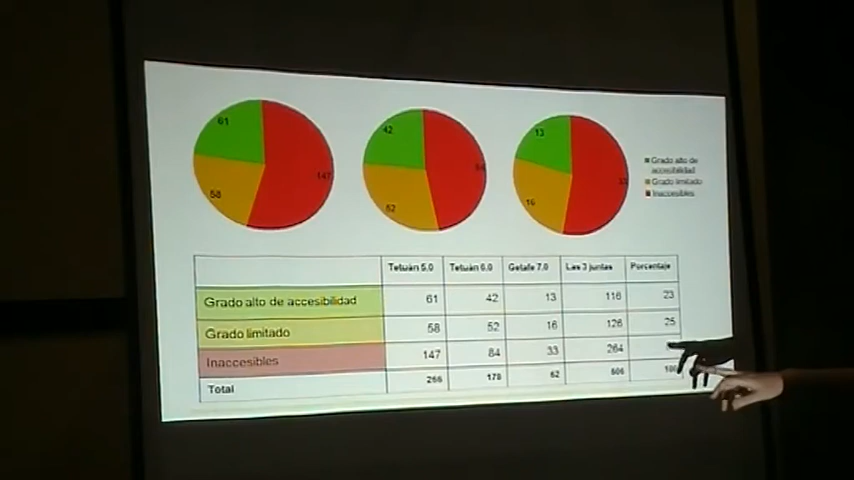 61
147
58
42
84
52
13
33
16
Grado alto de
accesibilidad
Grado limitado
Inaccesibles
Tetuán 5.0 Tetuán 6.0 Getafe 7.0 Las 3 juntas Porcentaje
Grado alto de accesibilidad 61 42 13 116 23
Grado limitado 58 52 16 126 25
Inaccesibles 147 84 33 264
Total 266 178 62 506